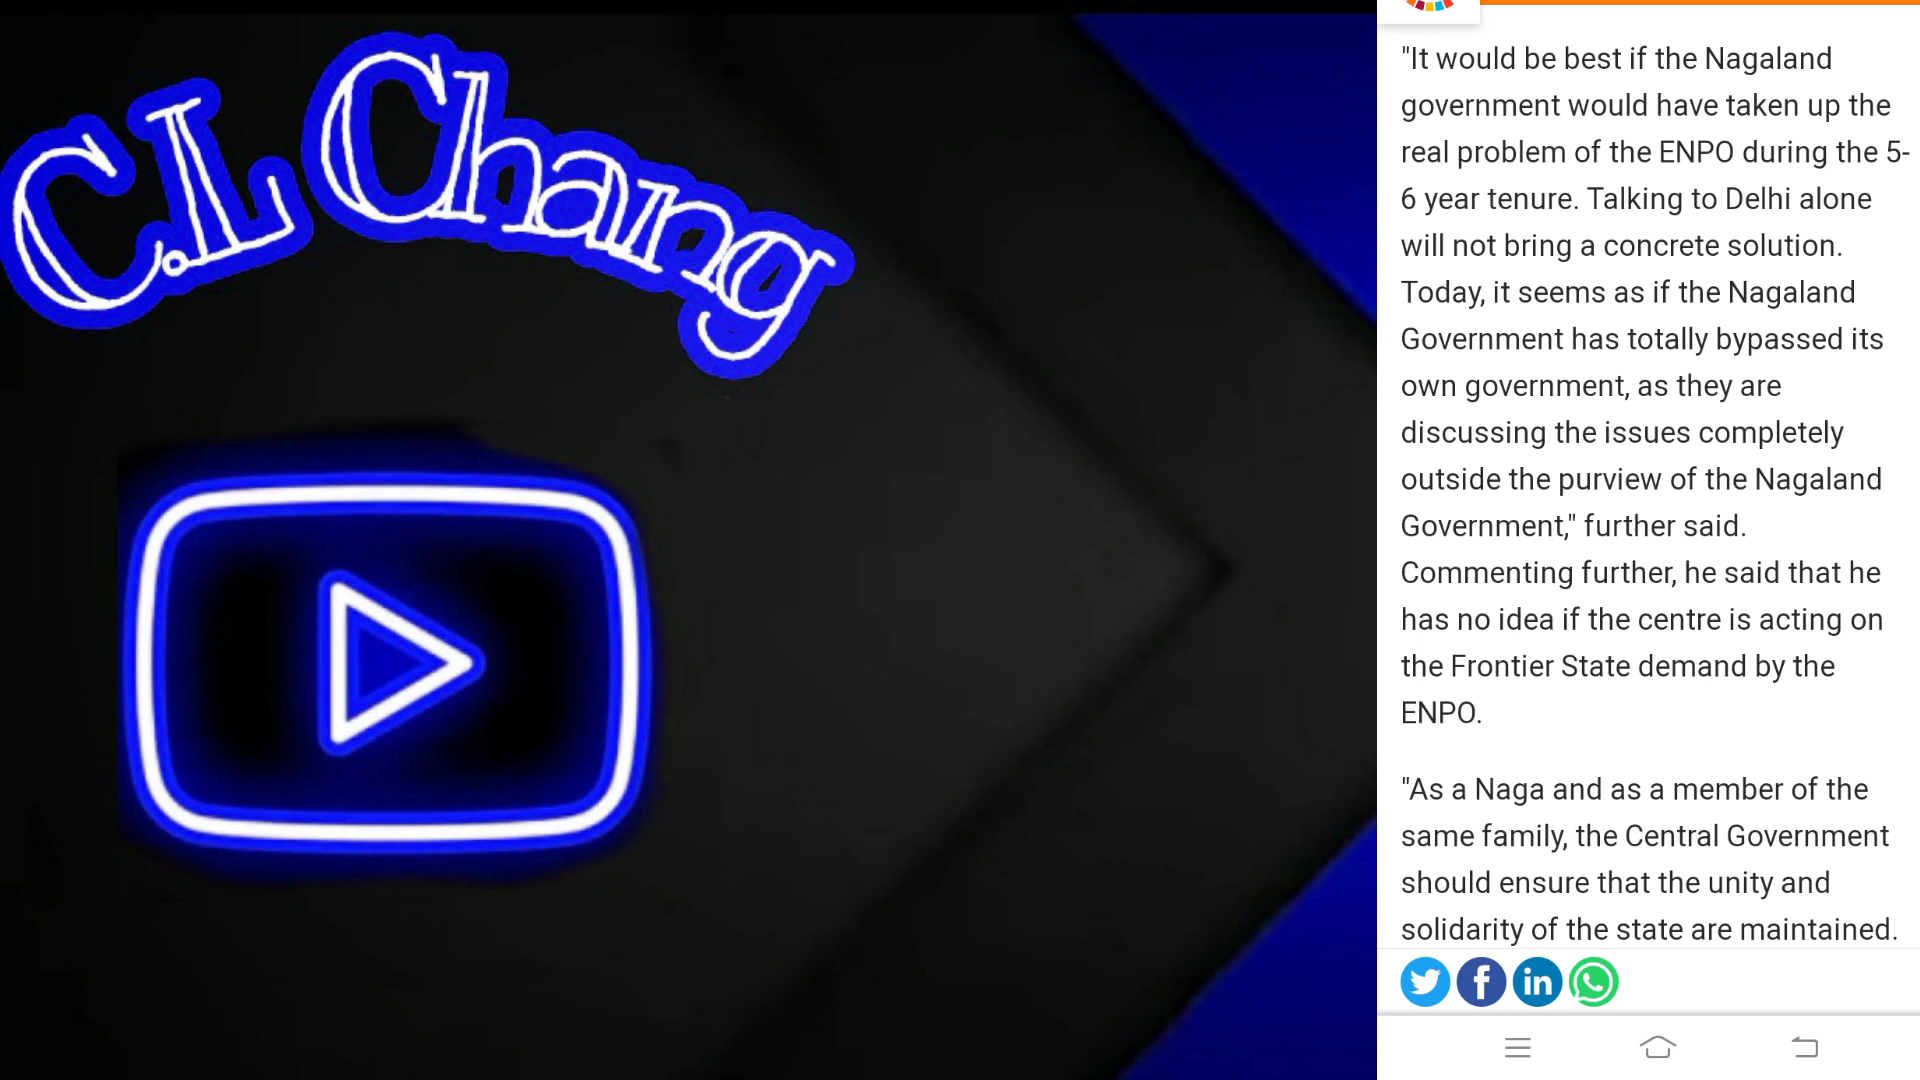 C.L Chang
"It would be best if the Nagaland
government would have taken up the
real problem of the ENPO during the 5-
6 year tenure. Talking to Delhi alone
will not bring a concrete solution.
Today, it seems as if the Nagaland
Government has totally bypassed its
own government, as they are
discussing the issues completely
outside the purview of the Nagaland
Government," further said.
Commenting further, he said that he
has no idea if the centre is acting on
the Frontier State demand by the
ENPO.
"As a Naga and as a member of the
same family, the Central Government
should ensure that the unity and
solidarity of the state are maintained.